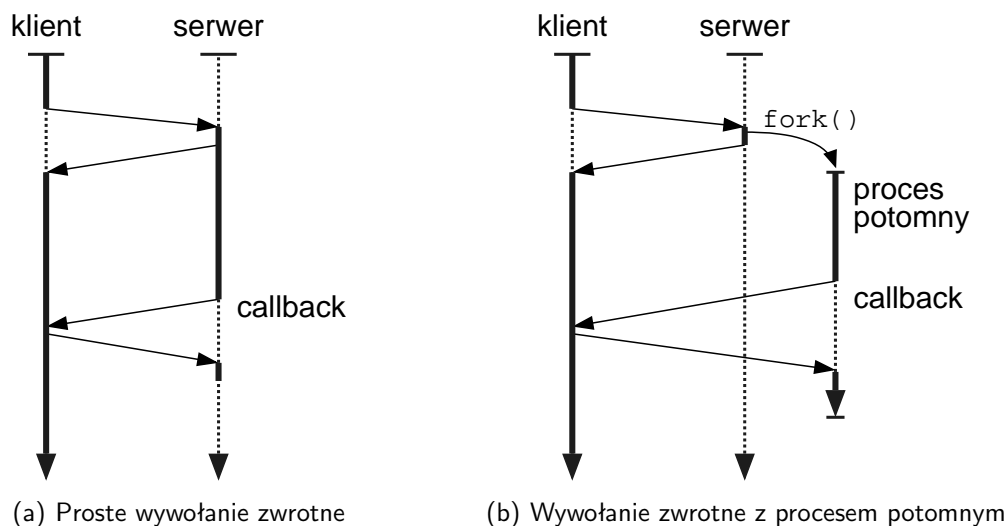 klient
serwer
callback
(a) Proste wywołanie zwrotne
klient
serwer
fork()
proces
potomny
callback
(b) Wywołanie zwrotne z procesem potomnym